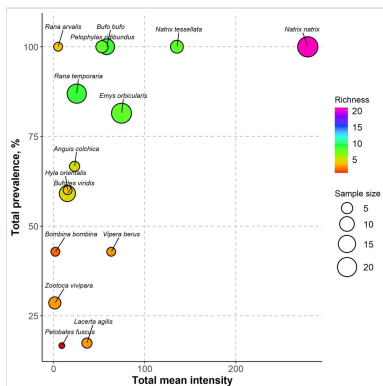 Rana arvalis
Bufo bufo
Pelophylax ridibundus
Natrix tessellata
Natrix natrix
Rana temporaria
Emys orbicularis
Anguis colchica
Hyla orientalis
Bufotes viridis
Bombina bombina
Vipera berus
Zootoca vivipara
Lacerta agilis
Pelobates fuscus
Total prevalence, %
100
75
50
25
0
100
200
Total mean intensity
Richness
20
15
10
5
Sample size
5
10
15
20